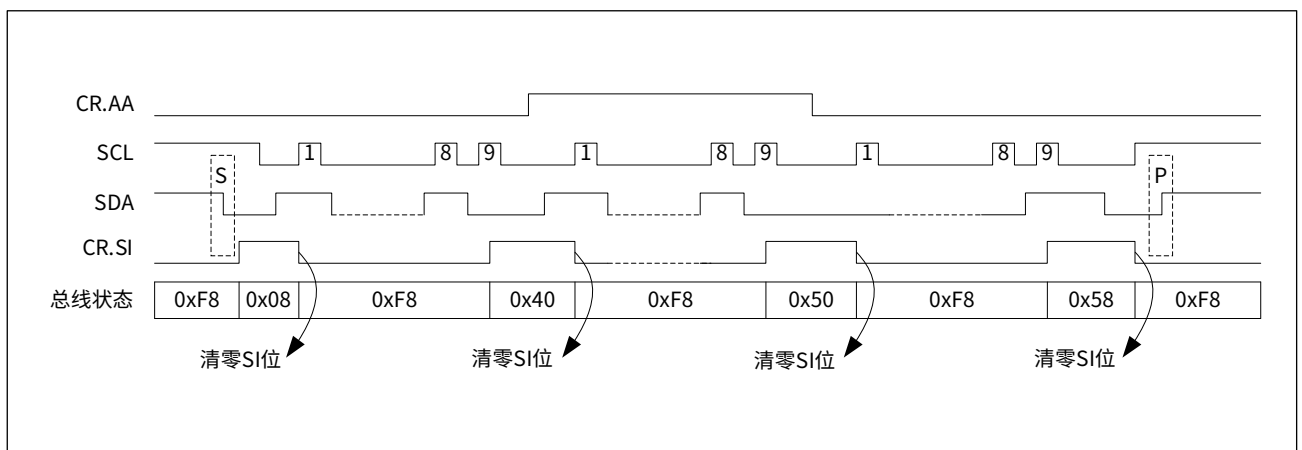 CR.AA
SCL 1 8 9 1 8 9 1 8 9
S P
SDA
CR.SI
总线状态 0xF8 0x08 0xF8 0x40 0xF8 0x50 0xF8 0x58 0xF8
清零SI位 清零SI位 清零SI位 清零SI位